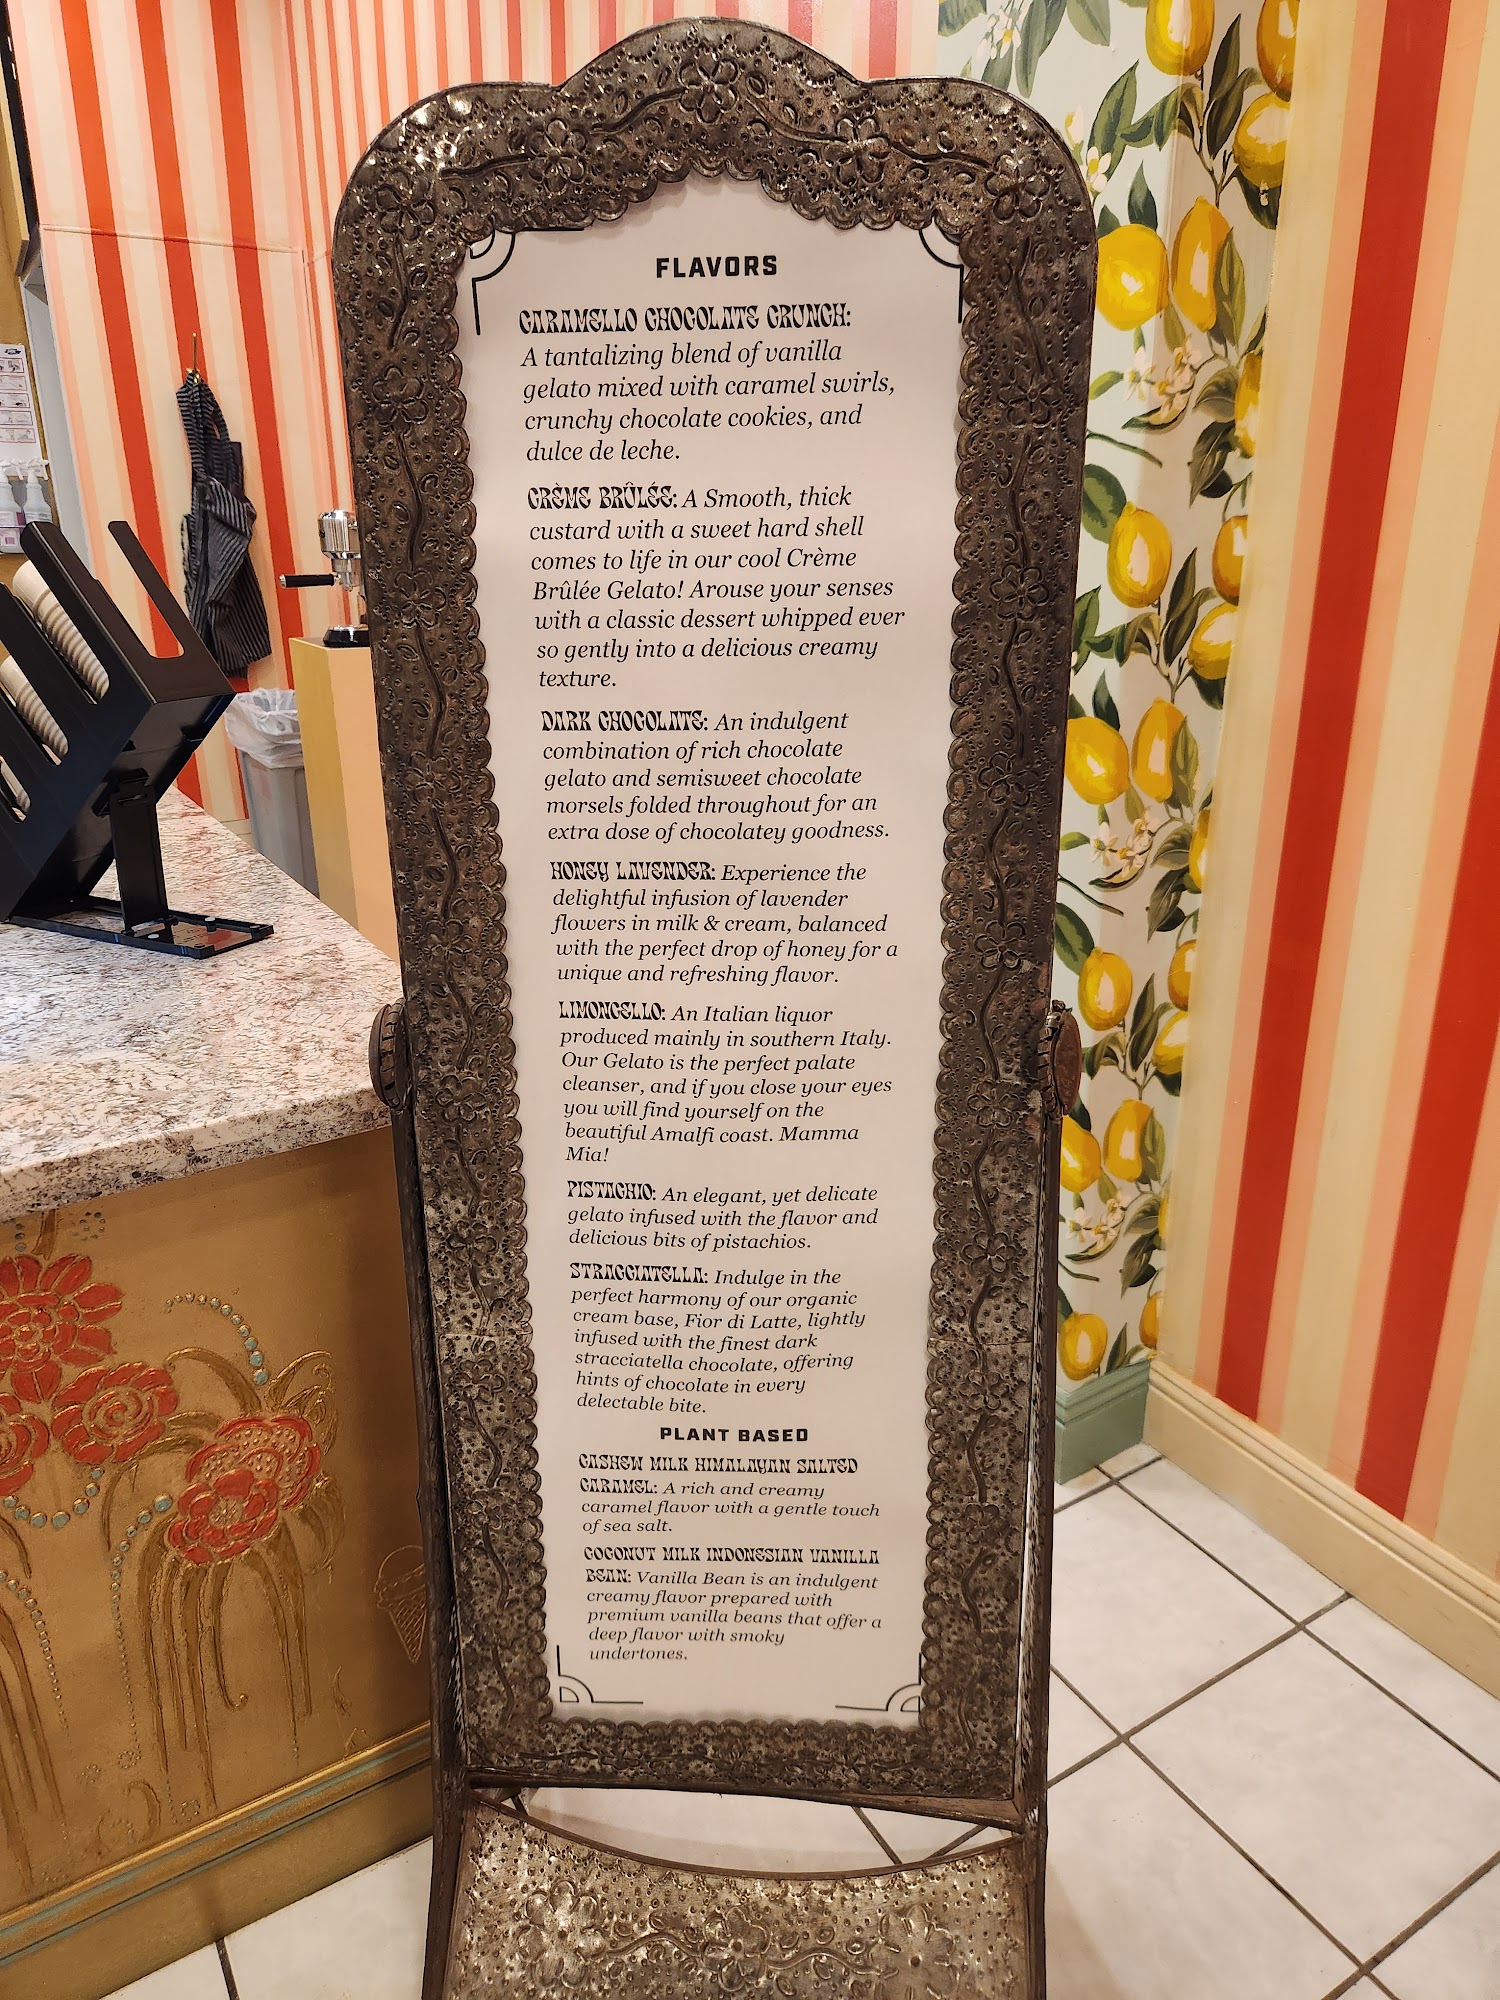 FLAVORS
CARAMELLO CHOCOLATE CRUNCH:
A tantalizing blend of vanilla
gelato mixed with caramel swirls,
crunchy chocolate cookies, and
dulce de leche.
CRÈME BRÛLÉE: A Smooth, thick
custard with a sweet hard shell
comes to life in our cool Crème
Brûlée Gelato! Arouse your senses
with a classic dessert whipped ever
so gently into a delicious creamy
texture.
DARK CHOCOLATE: An indulgent
combination of rich chocolate
gelato and semisweet chocolate
morsels folded throughout for an
extra dose of chocolatey goodness.
HONEY LAVENDER: Experience the
delightful infusion of lavender
flowers in milk & cream, balanced
with the perfect drop of honey for a
unique and refreshing flavor.
LIMONCELLO: An Italian liquor
produced mainly in southern Italy.
Our Gelato is the perfect palate
cleanser, and if you close your eyes
you will find yourself on the
beautiful Amalfi coast. Mamma
Mia!
PISTACHIO: An elegant, yet delicate
gelato infused with the flavor and
delicious bits of pistachios.
STRACCIATELLA: Indulge in the
perfect harmony of our organic
cream base, Fior di Latte, lightly
infused with the finest dark
stracciatella chocolate, offering
hints of chocolate in every
delectable bite.
PLANT BASED
CASHEW MILK HIMALAYAN SALTED
CARAMEL: A rich and creamy
caramel flavor with a gentle touch
of sea salt.
COCONUT MILK INDONESIAN VANILLA
BEAN: Vanilla Bean is an indulgent
creamy flavor prepared with
premium vanilla beans that offer a
deep flavor with smoky
undertones.